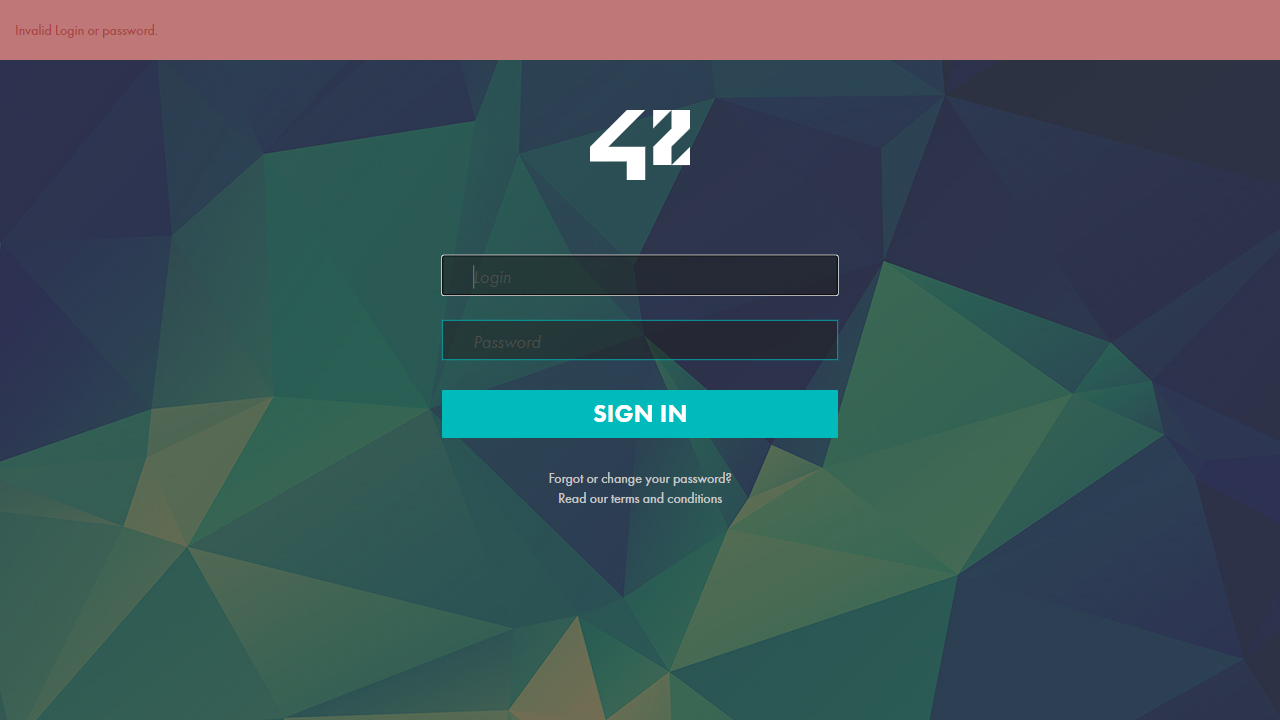 Invalid Login or password.
42
Login
Password
SIGN IN
Forgot or change your password?
Read our terms and conditions